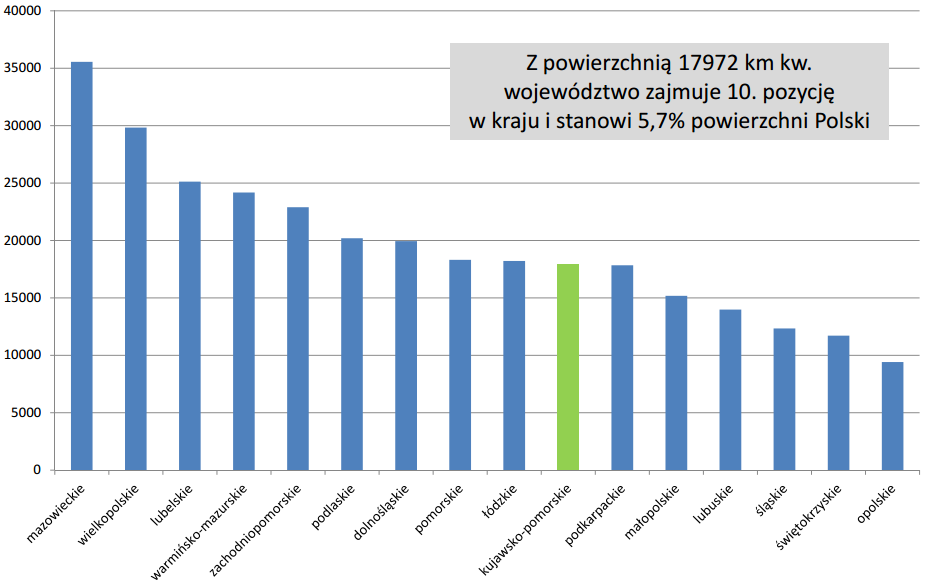 40000
35000
30000
25000
20000
15000
10000
5000
0
Z powierzchnią 17972 km kw.
województwo zajmuje 10. pozycję
w kraju i stanowi 5,7% powierzchni Polski
mazowieckie
wielkopolskie
lubelskie
warmińsko-mazurskie
zachodniopomorskie
podlaskie
dolnośląskie
pomorskie
łódzkie
kujawsko-pomorskie
podkarpackie
małopolskie
lubuskie
śląskie
świętokrzyskie
opolskie